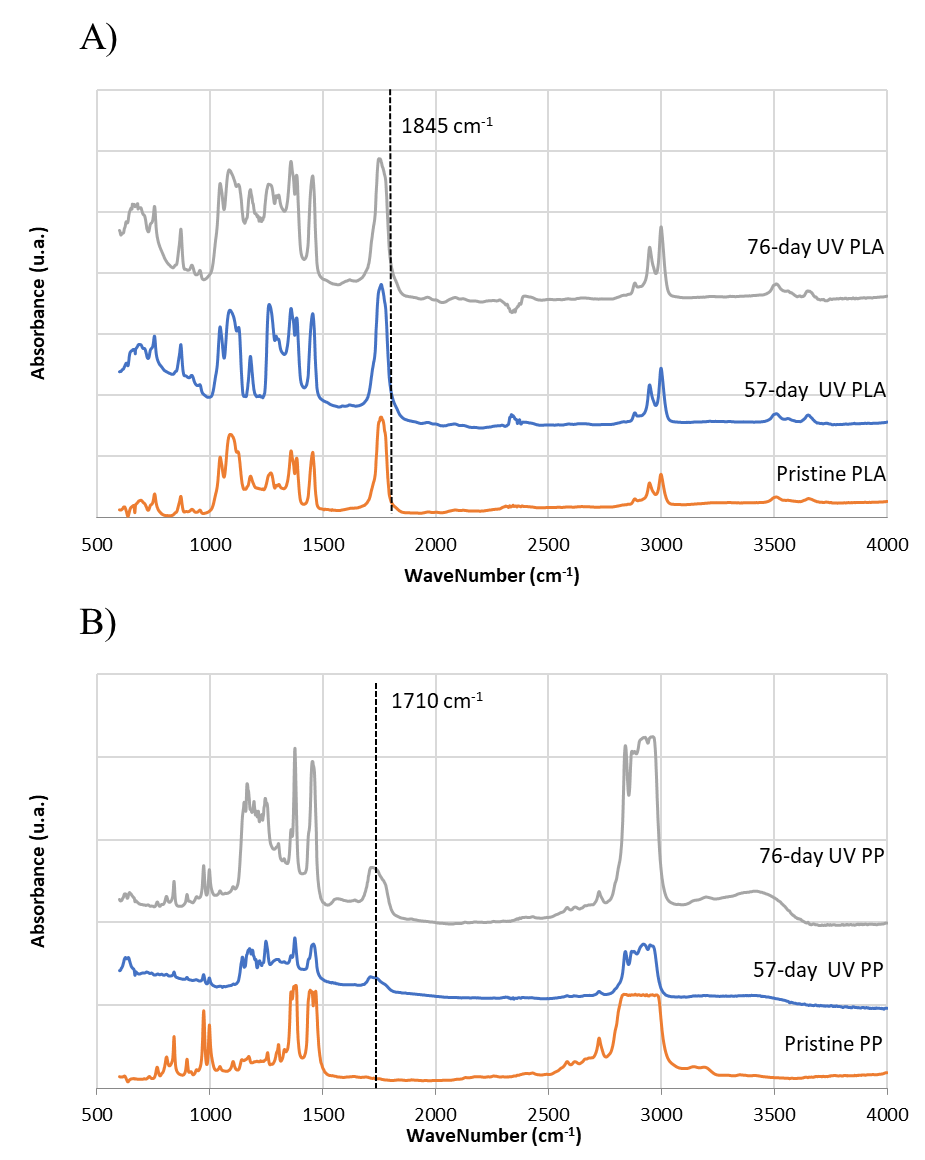 A)
1845 cm-1
76-day UV PLA
57-day  UV PLA
Pristine PLA
Absorbance (u.a.)
500 1000 1500 2000 2500 3000 3500 4000
WaveNumber (cm-1)
B)
1710 cm-1
76-day UV PP
57-day  UV PP
Pristine PP
Absorbance (u.a.)
500 1000 1500 2000 2500 3000 3500 4000
WaveNumber (cm-1)